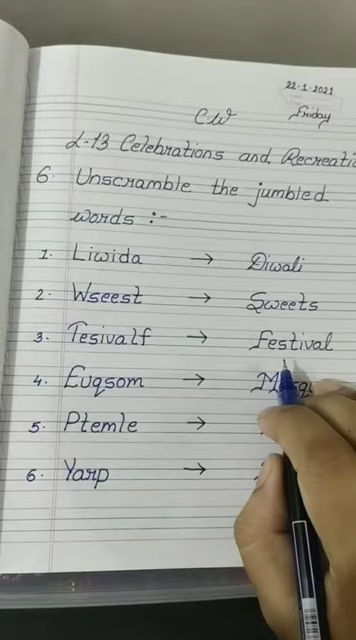 22-1-2021
CW
Friday
L-13 Celebrations and
6. Unscramble the jumbled
words :-
1. Liwida → Diwali
2. Wseest → Sweets
3. Tesivalf → Festival
4. Euqsom →
5. Ptemle →
6. Yarp →